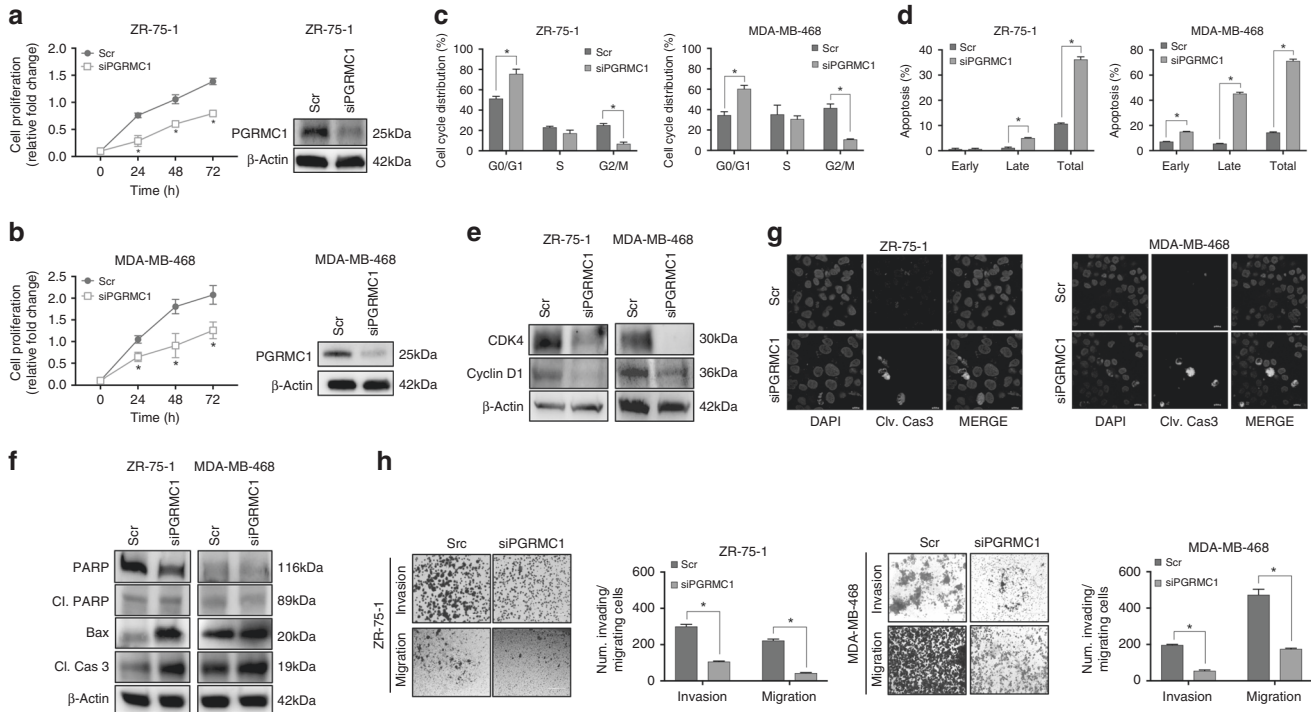 a
ZR-75-1
Scr
siPGRMC1
Cell proliferation
(relative fold change)
2.0
1.5
1.0
0.5
0.0
* * *
0 24 48 72
Time (h)
ZR-75-1
Scr siPGRMC1
PGRMC1 25kDa
β-Actin 42kDa
b
MDA-MB-468
Scr
siPGRMC1
Cell proliferation
(relative fold change)
2.5
2.0
1.5
1.0
0.5
0.0
* * *
0 24 48 72
Time (h)
MDA-MB-468
Scr siPGRMC1
PGRMC1 25kDa
β-Actin 42kDa
c
ZR-75-1
Scr
siPGRMC1
Cell cycle distribution (%)
100
80
60
40
20
0
* *
G0/G1 S G2/M
MDA-MB-468
Scr
siPGRMC1
Cell cycle distribution (%)
100
80
60
40
20
0
* *
G0/G1 S G2/M
d
ZR-75-1
Scr
siPGRMC1
Apoptosis (%)
40
30
20
10
0
* *
Early Late Total
MDA-MB-468
Scr
siPGRMC1
Apoptosis (%)
80
60
40
20
0
* * *
Early Late Total
e
ZR-75-1 MDA-MB-468
Scr siPGRMC1 Scr siPGRMC1
CDK4 30kDa
Cyclin D1 36kDa
β-Actin 42kDa
g
ZR-75-1
Scr
siPGRMC1
DAPI Clv. Cas3 MERGE
MDA-MB-468
Scr
siPGRMC1
DAPI Clv. Cas3 MERGE
f
ZR-75-1 MDA-MB-468
Scr siPGRMC1 Scr siPGRMC1
PARP 116kDa
Cl. PARP 89kDa
Bax 20kDa
Cl. Cas 3 19kDa
β-Actin 42kDa
h
Src siPGRMC1
ZR-75-1
Invasion
Migration
ZR-75-1
Scr
siPGRMC1
Num. invading/
migrating cells
600
400
200
0
* *
Invasion Migration
Scr siPGRMC1
MDA-MB-468
Invasion
Migration
MDA-MB-468
Scr
siPGRMC1
Num. invading/
migrating cells
600
400
200
0
* *
Invasion Migration